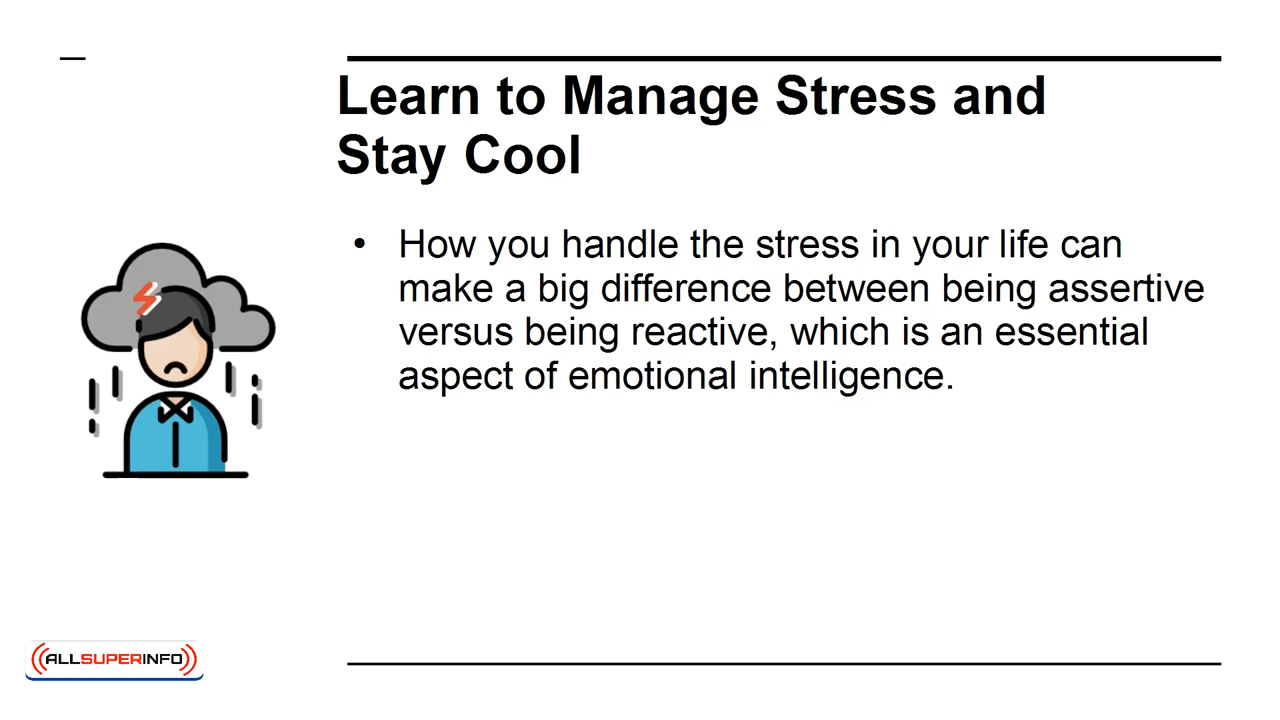 Learn to Manage Stress and
Stay Cool
• How you handle the stress in your life can
make a big difference between being assertive
versus being reactive, which is an essential
aspect of emotional intelligence.
ALLSUPERINFO